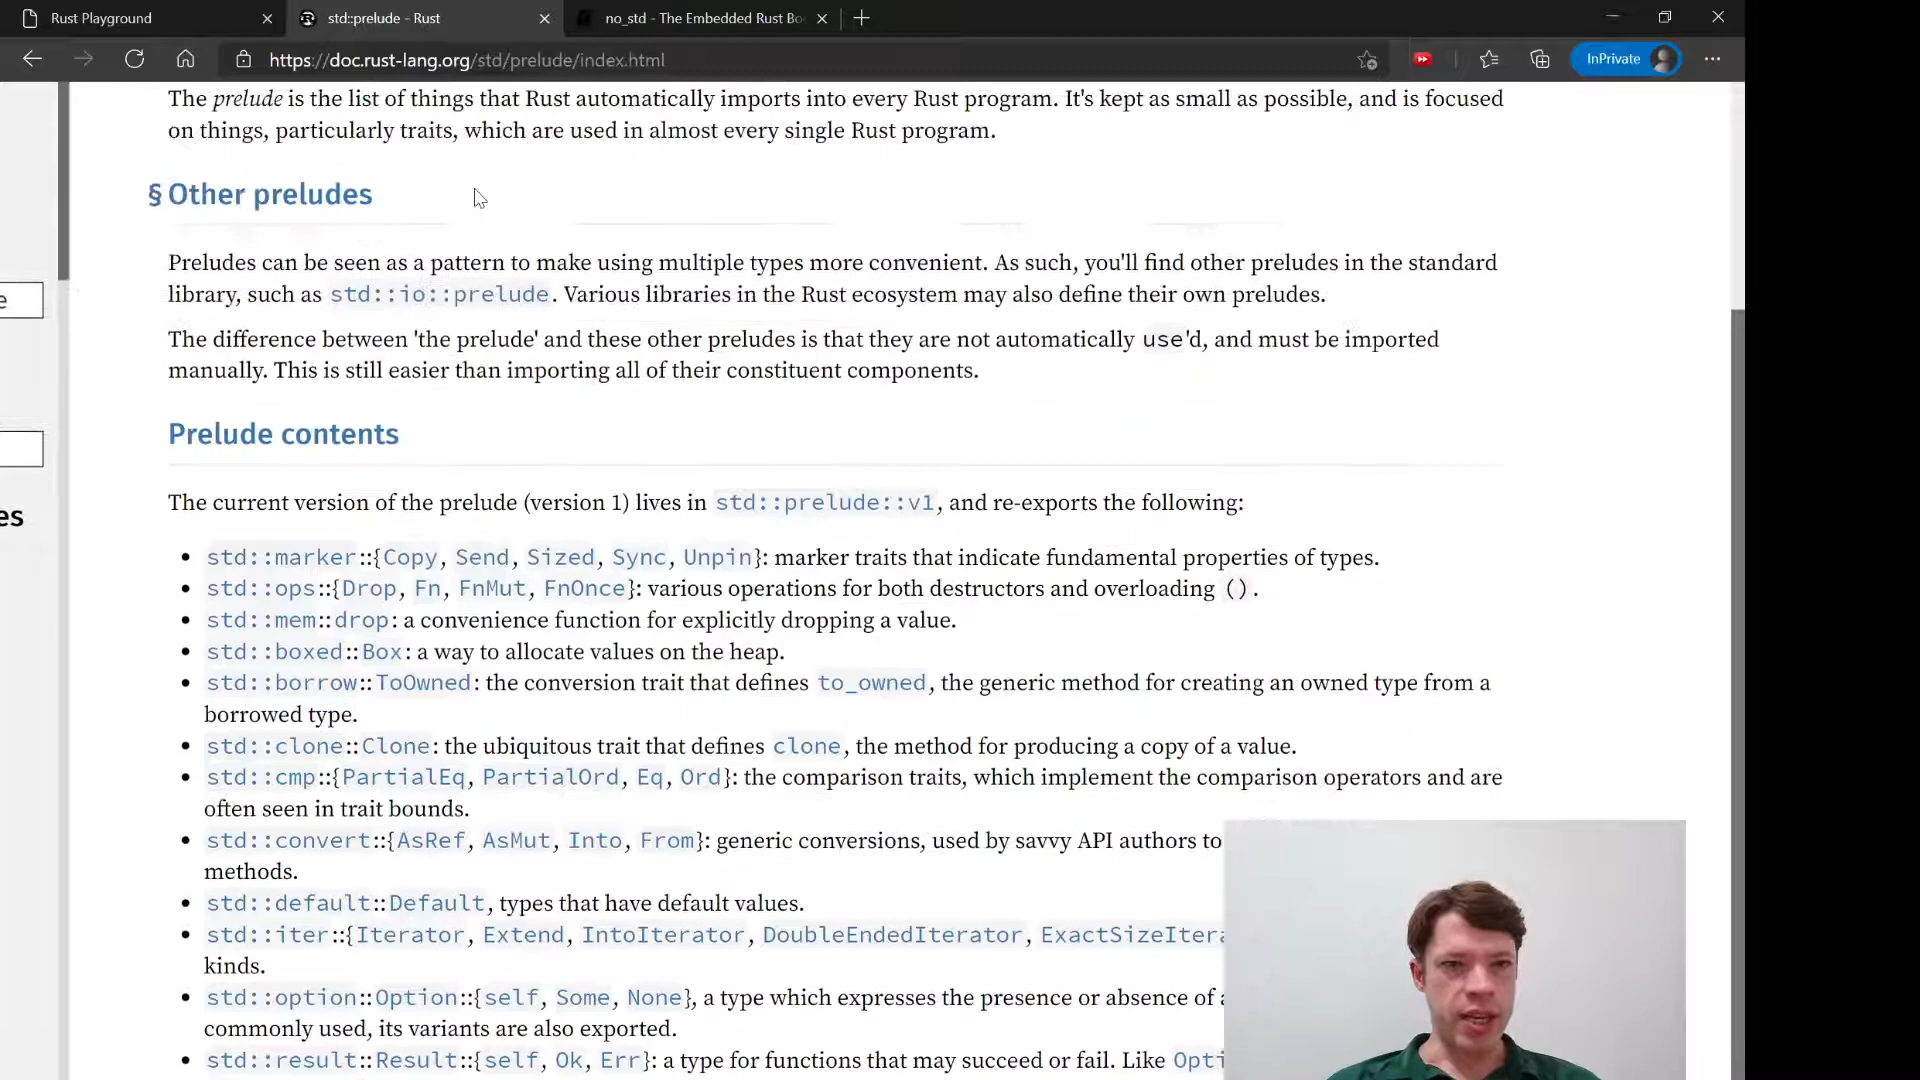 Rust Playground
std::prelude - Rust
no_std - The Embedded Rust Bo
https://doc.rust-lang.org/std/prelude/index.html
InPrivate
The prelude is the list of things that Rust automatically imports into every Rust program. It's kept as small as possible, and is focused
on things, particularly traits, which are used in almost every single Rust program.
§ Other preludes
Preludes can be seen as a pattern to make using multiple types more convenient. As such, you'll find other preludes in the standard
library, such as std::io::prelude. Various libraries in the Rust ecosystem may also define their own preludes.
e
The difference between 'the prelude' and these other preludes is that they are not automatically use'd, and must be imported
manually. This is still easier than importing all of their constituent components.
Prelude contents
The current version of the prelude (version 1) lives in std::prelude::v1, and re-exports the following:
es
• std::marker::{Copy, Send, Sized, Sync, Unpin}: marker traits that indicate fundamental properties of types.
• std::ops::{Drop, Fn, FnMut, FnOnce}: various operations for both destructors and overloading ().
• std::mem::drop: a convenience function for explicitly dropping a value.
• std::boxed::Box: a way to allocate values on the heap.
• std::borrow::ToOwned: the conversion trait that defines to_owned, the generic method for creating an owned type from a
borrowed type.
• std::clone::Clone: the ubiquitous trait that defines clone, the method for producing a copy of a value.
• std::cmp::{PartialEq, PartialOrd, Eq, Ord}: the comparison traits, which implement the comparison operators and are
often seen in trait bounds.
• std::convert::{AsRef, AsMut, Into, From}: generic conversions, used by savvy API authors to
methods.
• std::default::Default, types that have default values.
• std::iter::{Iterator, Extend, IntoIterator, DoubleEndedIterator, ExactSizeItera
kinds.
• std::option::Option::{self, Some, None}, a type which expresses the presence or absence of a
commonly used, its variants are also exported.
• std::result::Result::{self, Ok, Err}: a type for functions that may succeed or fail. Like Opti